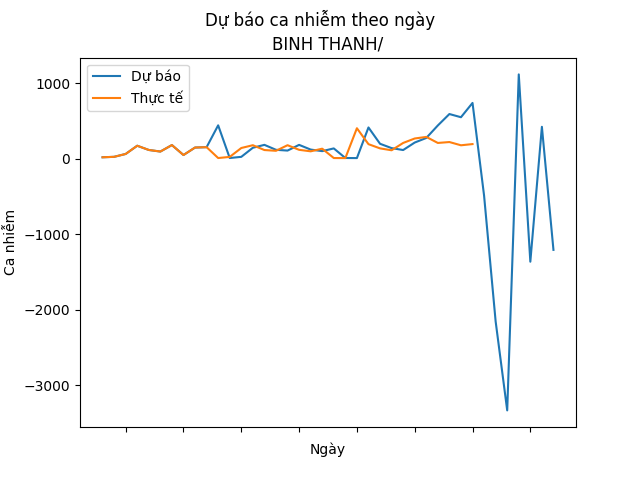 Dự báo ca nhiễm theo ngày
BINH THANH/
Dự báo
Thực tế
1000
0
−1000
−2000
−3000
Ca nhiễm
Ngày